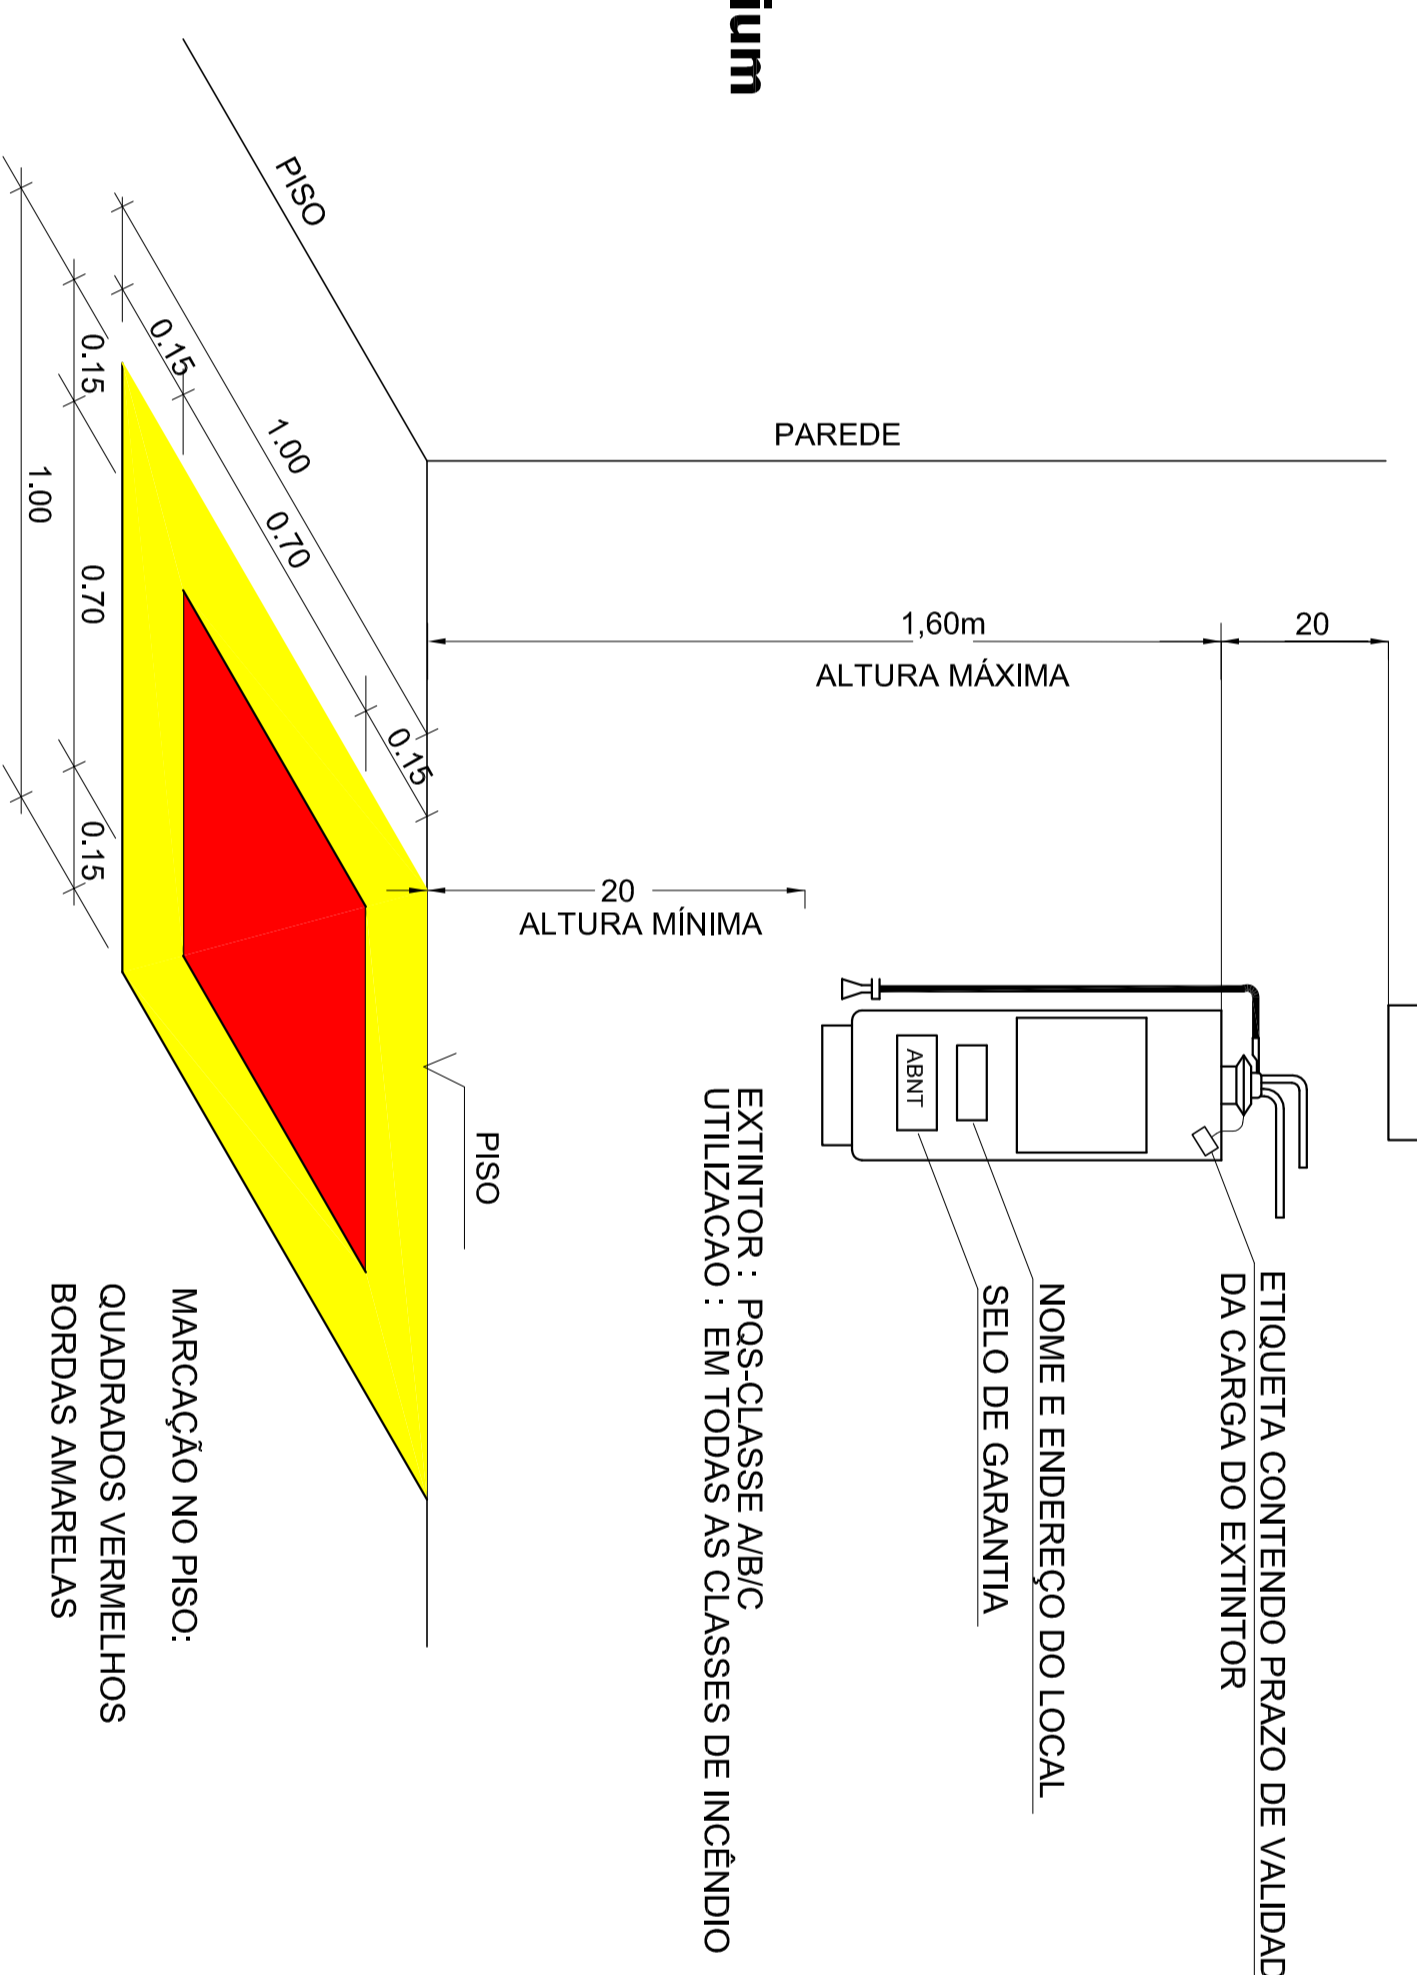 ium
20
ETIQUETA CONTENDO PRAZO DE VALIDAD
DA CARGA DO EXTINTOR
NOME E ENDEREÇO DO LOCAL
SELO DE GARANTIA
ABNT
PAREDE
1,60m
ALTURA MÁXIMA
EXTINTOR : PQS-CLASSE A/B/C
UTILIZACAO : EM TODAS AS CLASSES DE INCÊNDIO
20
ALTURA MÍNIMA
PISO
PISO
1.00
0.15
0.70
0.15
MARCAÇÃO NO PISO:
QUADRADOS VERMELHOS
BORDAS AMARELAS
0.15
0.70
0.15
1.00